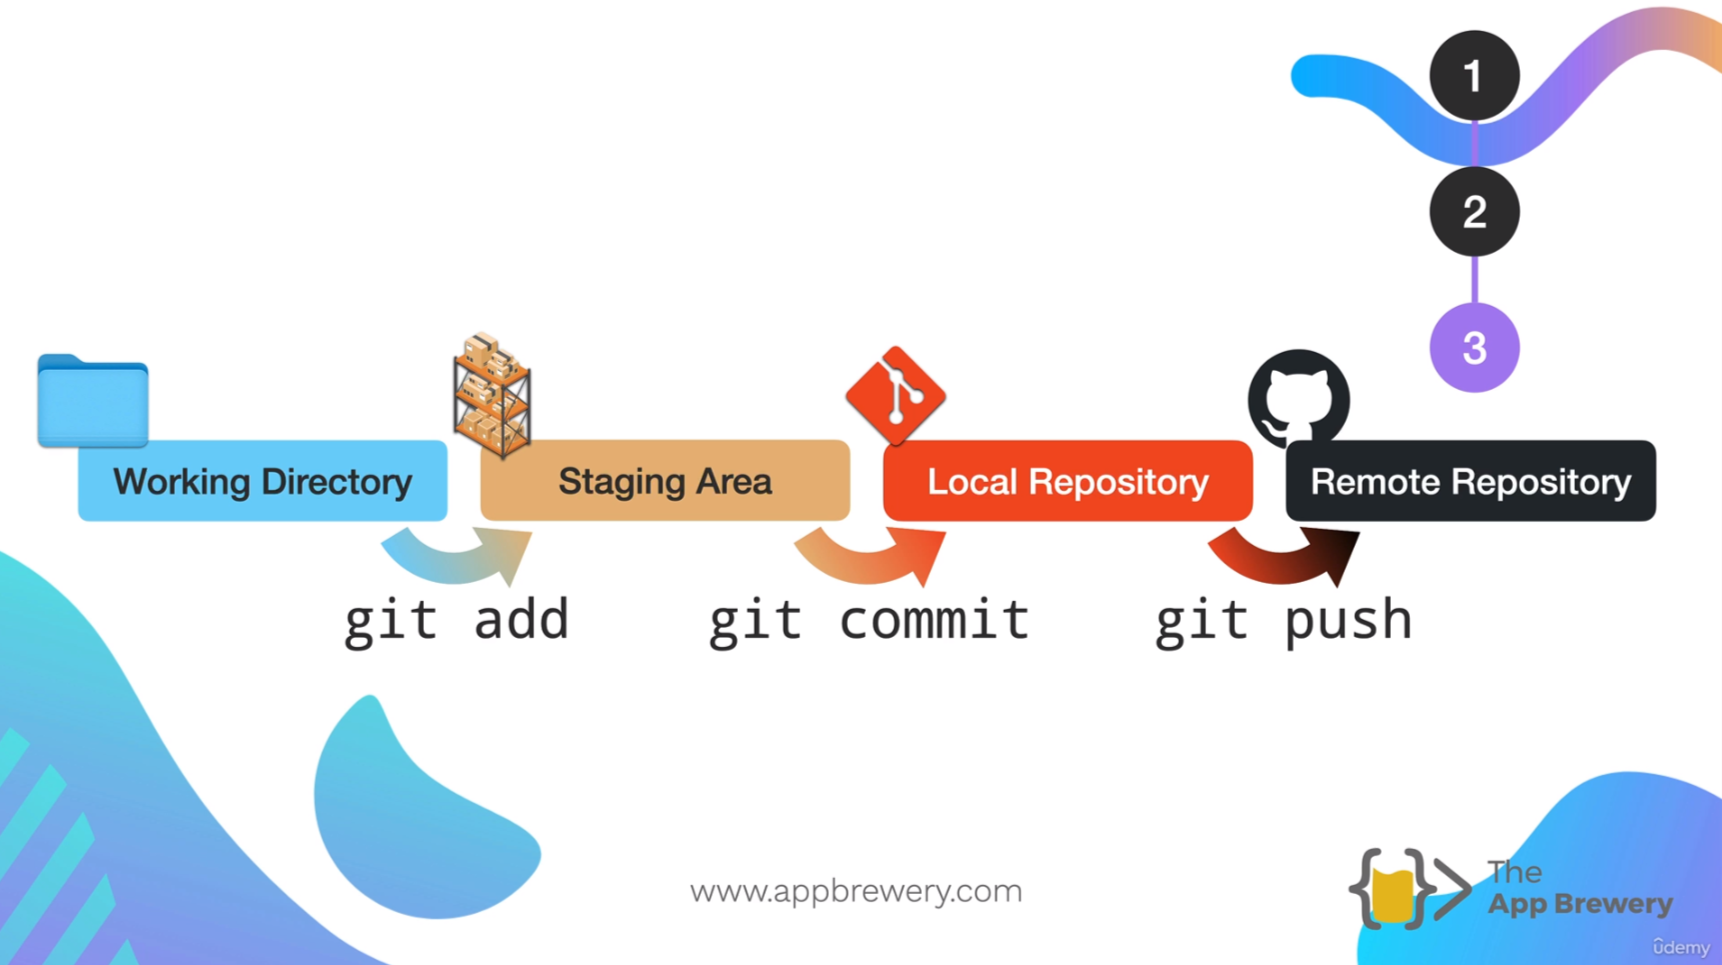 1
2
3
Working Directory
Staging Area
Local Repository
Remote Repository
git add
git commit
git push
www.appbrewery.com
The
App Brewery
ûdemy